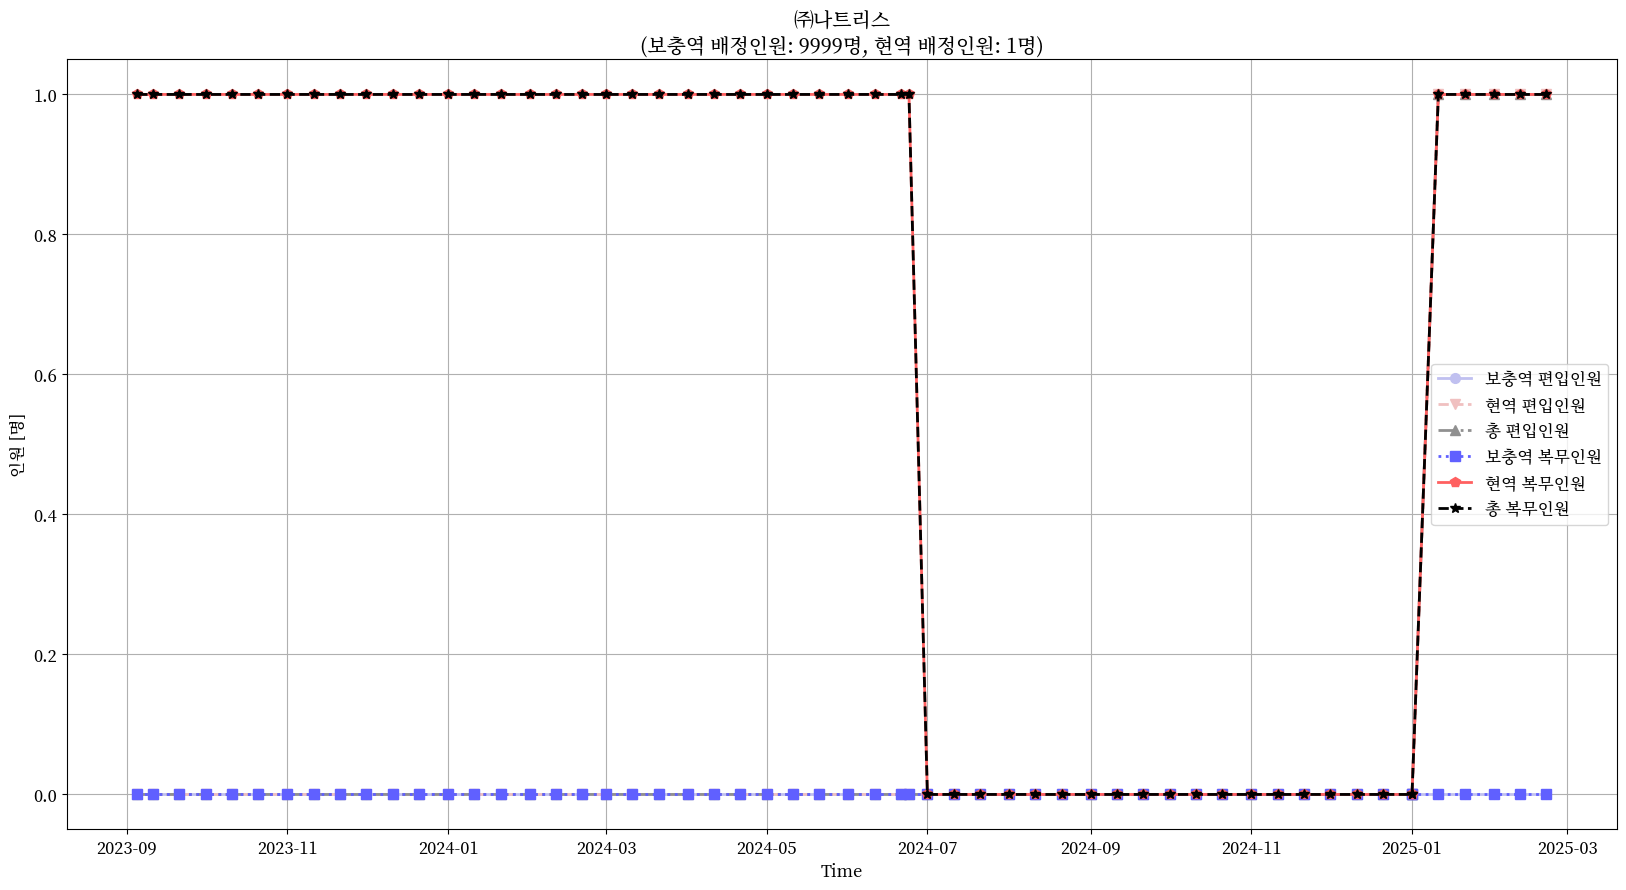 ㈜나트리스
(보충역 배정인원: 9999명, 현역 배정인원: 1명)
인원 [명]
1.0
0.8
0.6
0.4
0.2
0.0
보충역 편입인원
현역 편입인원
총 편입인원
보충역 복무인원
현역 복무인원
총 복무인원
2023-09 2023-11 2024-01 2024-03 2024-05 2024-07 2024-09 2024-11 2025-01 2025-03
Time